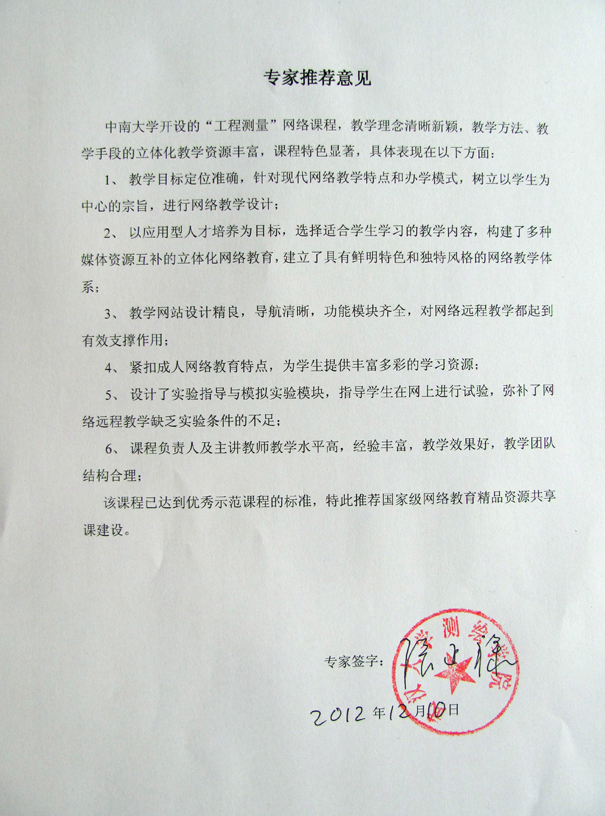 专家推荐意见
中南大学开设的“工程测量”网络课程，教学理念清晰新颖，教学方法、教
学手段的立体化教学资源丰富，课程特色显著，具体表现在以下方面：
1、 教学目标定位准确，针对现代网络教学特点和办学模式，树立以学生为
中心的宗旨，进行网络教学设计；
2、 以应用型人才培养为目标，选择适合学生学习的教学内容，构建了多种
媒体资源互补的立体化网络教育，建立了具有鲜明特色和独特风格的网络教学体
系；
3、 教学网站设计精良，导航清晰，功能模块齐全，对网络远程教学都起到
有效支撑作用；
4、 紧扣成人网络教育特点，为学生提供丰富多彩的学习资源；
5、 设计了实验指导与模拟实验模块，指导学生在网上进行试验，弥补了网
络远程教学缺乏实验条件的不足；
6、 课程负责人及主讲教师教学水平高，经验丰富，教学效果好，教学团队
结构合理；
该课程已达到优秀示范课程的标准，特此推荐国家级网络教育精品资源共享
课建设。
武汉大学测绘学院
专家签字：
2012年12月10日